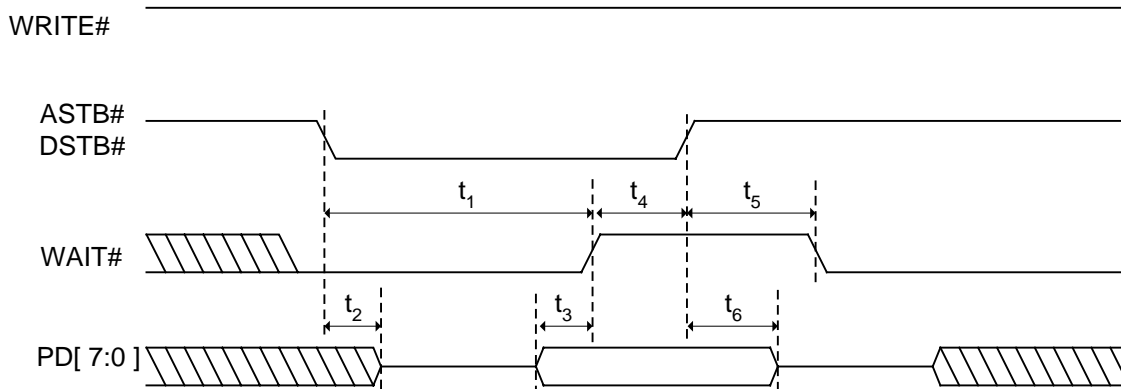 WRITE#
ASTB#
DSTB#
t1 t4 t5
WAIT#
t2 t3 t6
PD[ 7:0 ]